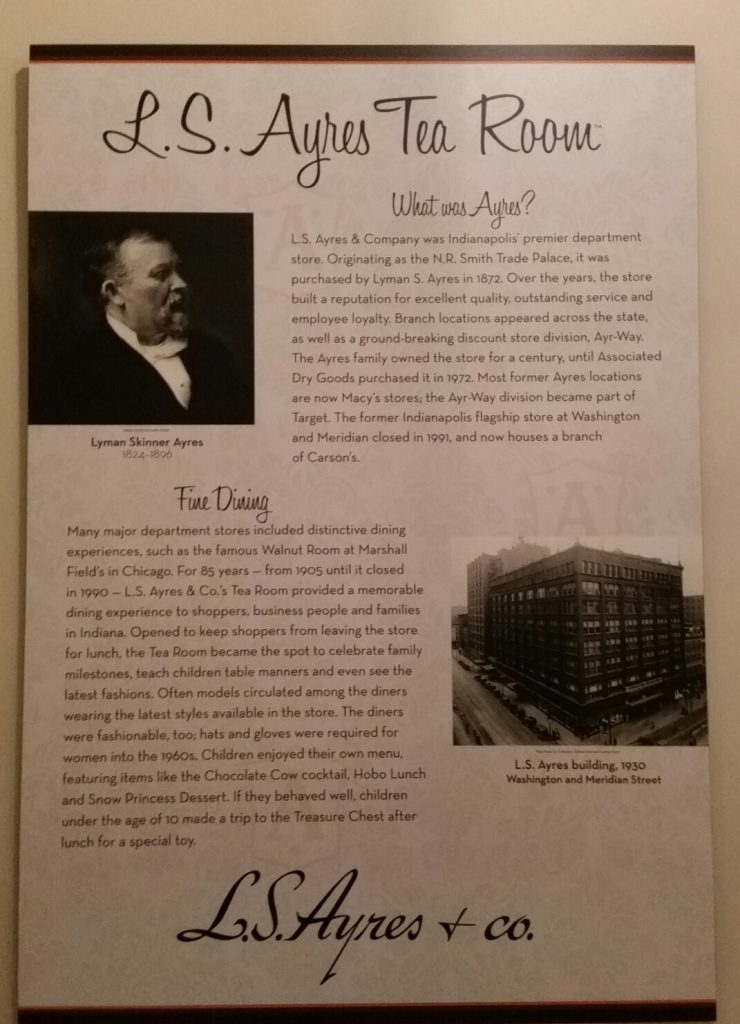 L.S. Ayres Tea Room™
What was Ayres?
L.S. Ayres & Company was Indianapolis' premier department
store. Originating as the N.R. Smith Trade Palace, it was
purchased by Lyman S. Ayres in 1872. Over the years, the store
built a reputation for excellent quality, outstanding service and
employee loyalty. Branch locations appeared across the state,
as well as a ground-breaking discount store division, Ayr-Way.
The Ayres family owned the store for a century, until Associated
Dry Goods purchased it in 1972. Most former Ayres locations
are now Macy's stores; the Ayr-Way division became part of
Target. The former Indianapolis flagship store at Washington
and Meridian closed in 1991, and now houses a branch
of Carson's.
Lyman Skinner Ayres
1824-1896
Fine Dining
Many major department stores included distinctive dining
experiences, such as the famous Walnut Room at Marshall
Field's in Chicago. For 85 years – from 1905 until it closed
in 1990 – L.S. Ayres & Co.'s Tea Room provided a memorable
dining experience to shoppers, business people and families
in Indiana. Opened to keep shoppers from leaving the store
for lunch, the Tea Room became the spot to celebrate family
milestones, teach children table manners and even see the
latest fashions. Often models circulated among the diners
wearing the latest styles available in the store. The diners
were fashionable, too; hats and gloves were required for
women into the 1960s. Children enjoyed their own menu,
featuring items like the Chocolate Cow cocktail, Hobo Lunch
and Snow Princess Dessert. If they behaved well, children
under the age of 10 made a trip to the Treasure Chest after
lunch for a special toy.
L.S. Ayres building, 1930
Washington and Meridian Street
L.S. Ayres + co.